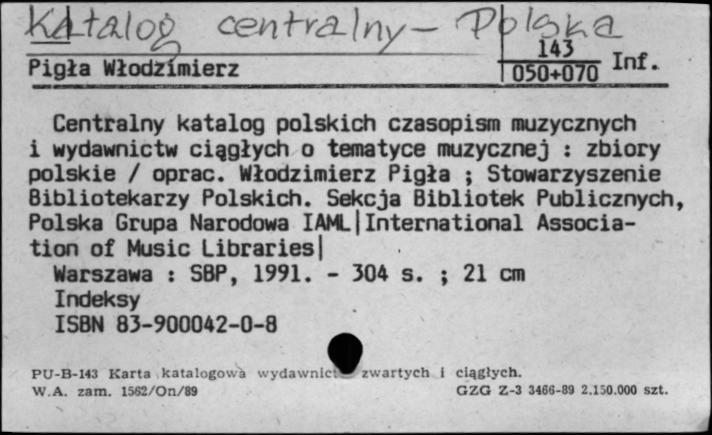 Katalog centralny - Polska
143
050+070 Inf.
Pigła Włodzimierz
Centralny katalog polskich czasopism muzycznych
i wydawnictw ciągłych o tematyce muzycznej : zbiory
polskie / oprac. Włodzimierz Pigła ; Stowarzyszenie
Bibliotekarzy Polskich. Sekcja Bibliotek Publicznych,
Polska Grupa Narodowa IAML|International Associa-
tion of Music Libraries|
Warszawa : SBP, 1991. - 304 s. ; 21 cm
Indeksy
ISBN 83-900042-0-8
PU-B-143 Karta katalogowa wydawnict zwartych i ciągłych.
W.A. zam. 1562/On/89 GZG Z-3 3466-89 2.150.000 szt.